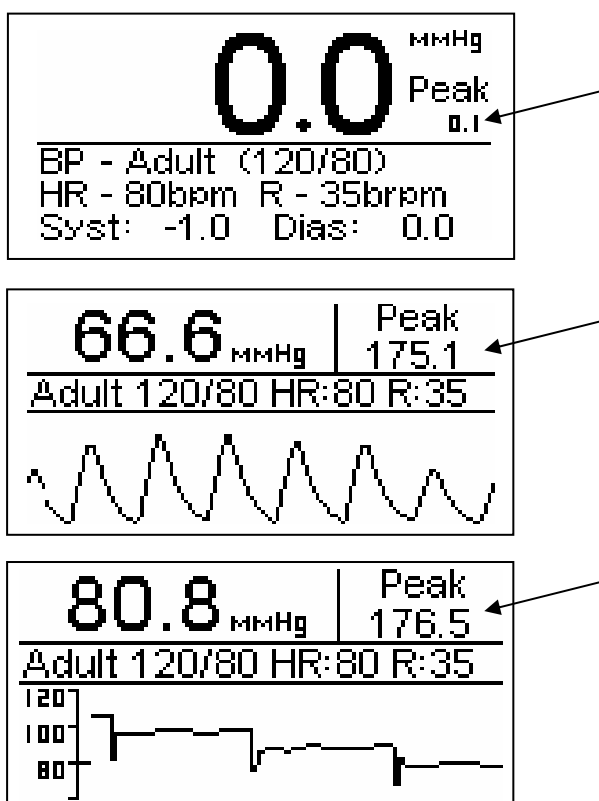 0.0 MMHg
Peak
0.1
BP - Adult (120/80)
HR - 80bpm R - 35brpm
Syst: -1.0 Dias: 0.0
66.6 MMHg
Peak
175.1
Adult 120/80 HR:80 R:35
80.8 MMHg
Peak
176.5
Adult 120/80 HR:80 R:35
120
100
80